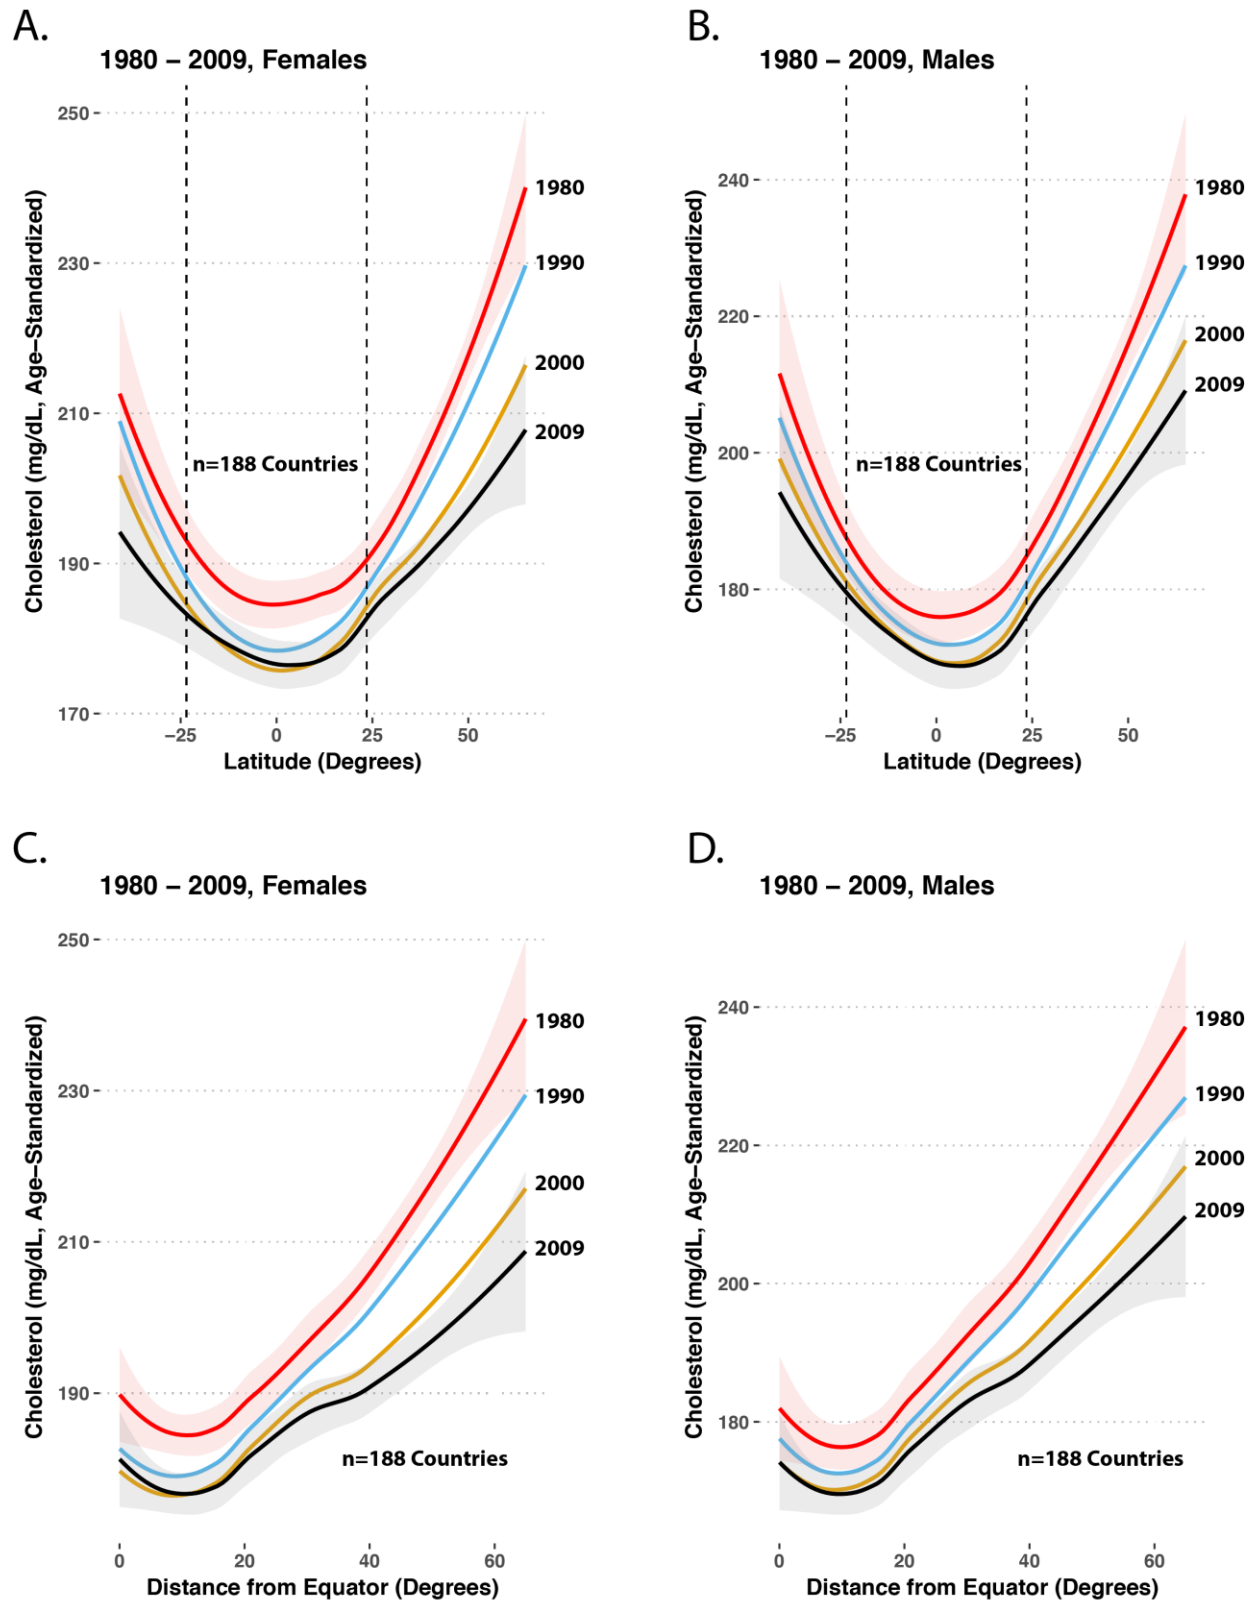 A.
1980 – 2009, Females
Cholesterol (mg/dL, Age–Standardized)
250
230
210
190
170
1980
1990
2000
2009
n=188 Countries
−25
0
25
50
Latitude (Degrees)
B.
1980 – 2009, Males
Cholesterol (mg/dL, Age–Standardized)
240
220
200
180
1980
1990
2000
2009
n=188 Countries
−25
0
25
50
Latitude (Degrees)
C.
1980 – 2009, Females
Cholesterol (mg/dL, Age–Standardized)
250
230
210
190
1980
1990
2000
2009
n=188 Countries
0
20
40
60
Distance from Equator (Degrees)
D.
1980 – 2009, Males
Cholesterol (mg/dL, Age–Standardized)
240
220
200
180
1980
1990
2000
2009
n=188 Countries
0
20
40
60
Distance from Equator (Degrees)